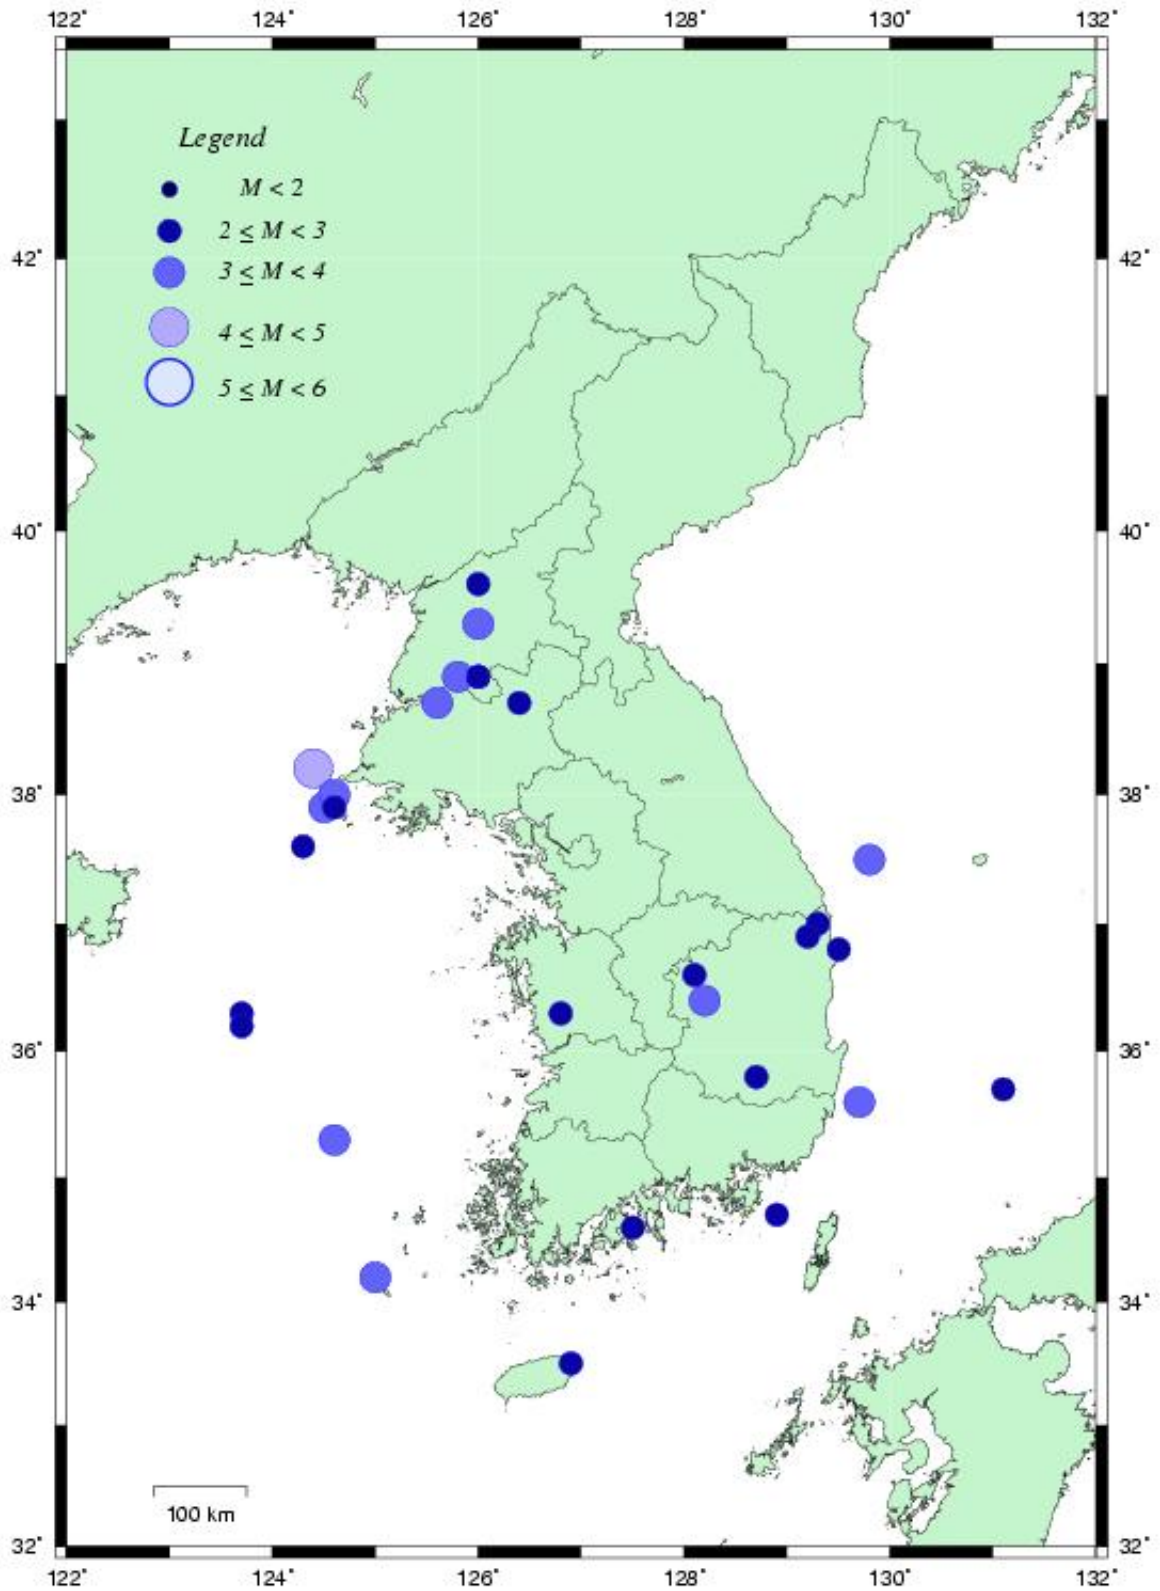 122˚ 124˚ 126˚ 128˚ 130˚ 132˚
Legend
M < 2
2 ≤ M < 3
3 ≤ M < 4
4 ≤ M < 5
5 ≤ M < 6
42˚ 42˚
40˚ 40˚
38˚ 38˚
36˚ 36˚
34˚ 34˚
100 km
32˚ 32˚
122˚ 124˚ 126˚ 128˚ 130˚ 132˚